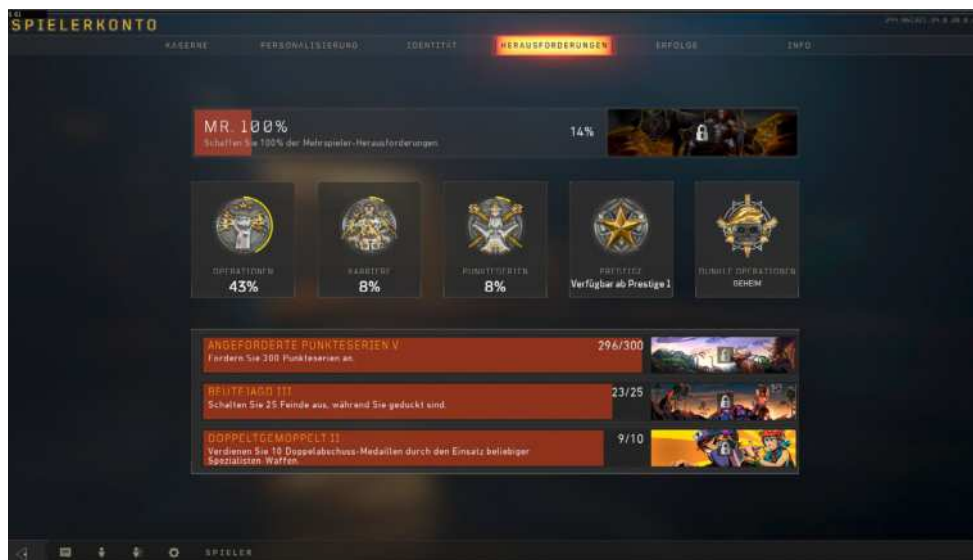 SPIELERKONTO
KASERNE PERSONALISIERUNG IDENTITÄT HERAUSFORDERUNGEN ERFOLGE INFO
MR. 100%
14%
Schaffen Sie 100% der Mehrspieler-Herausforderungen.
OPERATIONEN KARRIERE PUNKTESERIEN PRESTIGE DUNKLE OPERATIONEN
43% 8% 8% Verfügbar ab Prestige 1 GEHEIM
ANGEFORDERTE PUNKTESERIEN V 296/300
Fordern Sie 300 Punkteserien an.
BEUTEJAGD III 23/25
Schalten Sie 25 Feinde aus, während Sie geduckt sind.
DOPPELTGEMOPPELT II 9/10
Verdienen Sie 10 Doppelabschuss-Medaillen durch den Einsatz beliebiger
Spezialisten-Waffen.
SPIELER